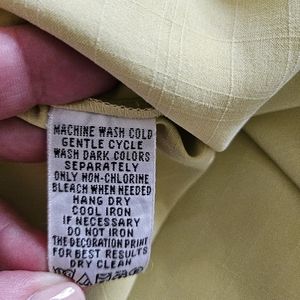 MACHINE WASH COLD
GENTLE CYCLE
WASH DARK COLORS
SEPARATELY
ONLY NON-CHLORINE
BLEACH WHEN NEEDED
HANG DRY
COOL IRON
IF NECESSARY
DO NOT IRON
THE DECORATION PRINT
FOR BEST RESULTS
DRY CLEAN